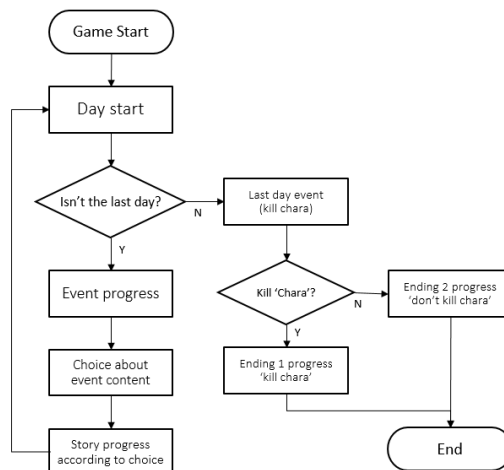 Game Start
Day start
Isn't the last day?
N
Y
Last day event
(kill chara)
Event progress
Kill 'Chara'?
N
Y
Ending 2 progress
'don't kill chara'
Choice about
event content
Ending 1 progress
'kill chara'
Story progress
according to choice
End